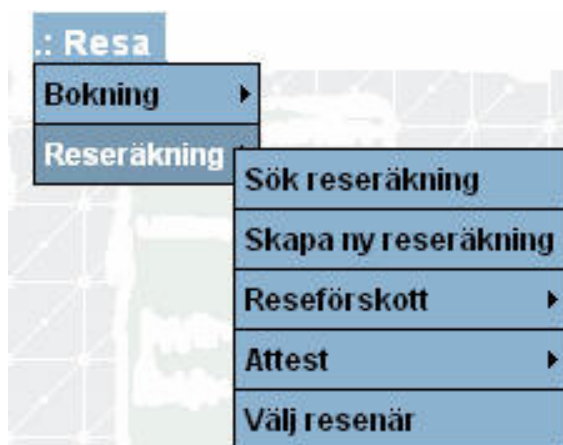 .: Resa
Bokning
Reseräkning
Sök reseräkning
Skapa ny reseräkning
Reseförskott
Attest
Välj resenär